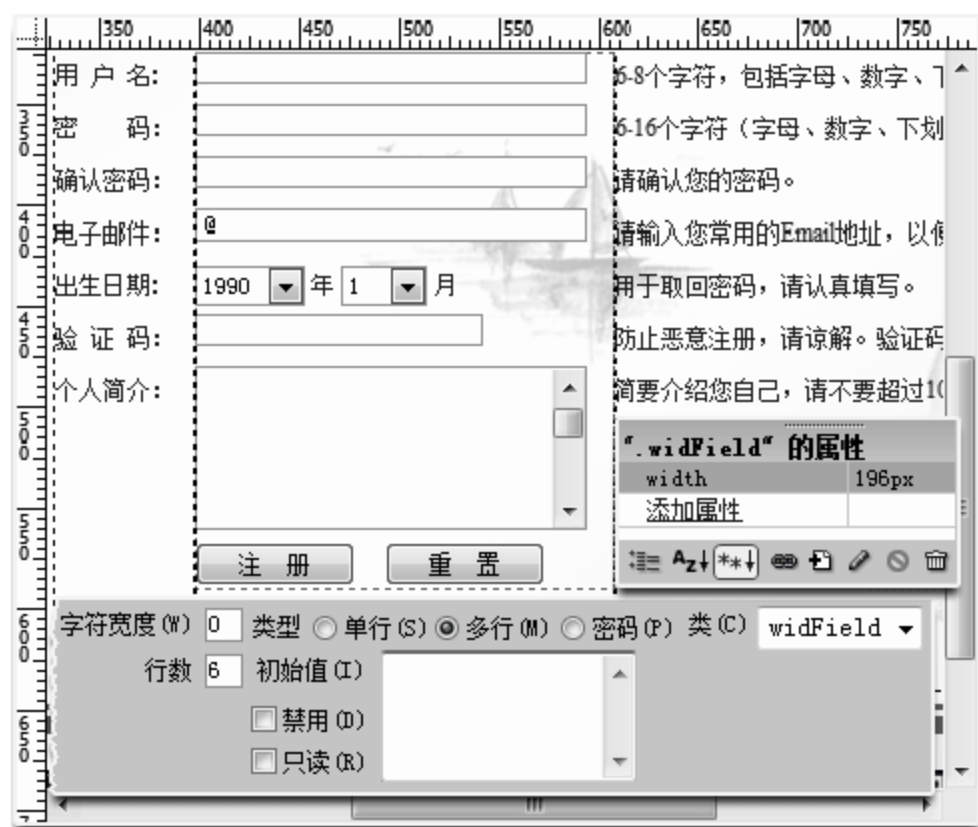 350 400 450 500 550 600 650 700 750
用 户 名: 6-8个字符，包括字母、数字、下
350
密 码: 6-16个字符（字母、数字、下划
确认密码: 请确认您的密码。
400
电子邮件: @ 请输入您常用的Email地址，以便
出生日期: 1990 年 1 月 用于取回密码，请认真填写。
450
验 证 码: 防止恶意注册，请谅解。验证码
个人简介: 简要介绍您自己，请不要超过10
500
".widField" 的属性
width 196px
添加属性
550
注 册 重 置
AZ↓ **↓
600
字符宽度(W) 0 类型 单行(S) 多行(M) 密码(P) 类(C) widField
行数 6 初始值(I)
650
禁用(D)
只读(R)